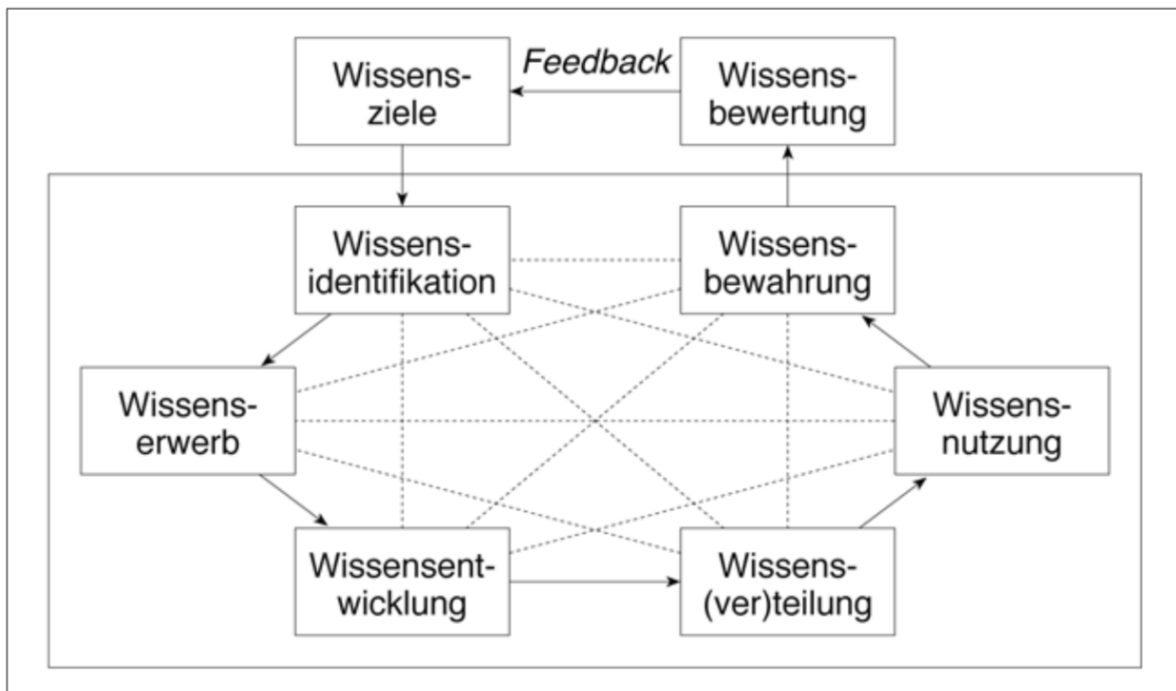 Wissens-
ziele
Feedback
Wissens-
bewertung
Wissens-
identifikation
Wissens-
bewahrung
Wissens-
erwerb
Wissens-
nutzung
Wissensent-
wicklung
Wissens-
(ver)teilung